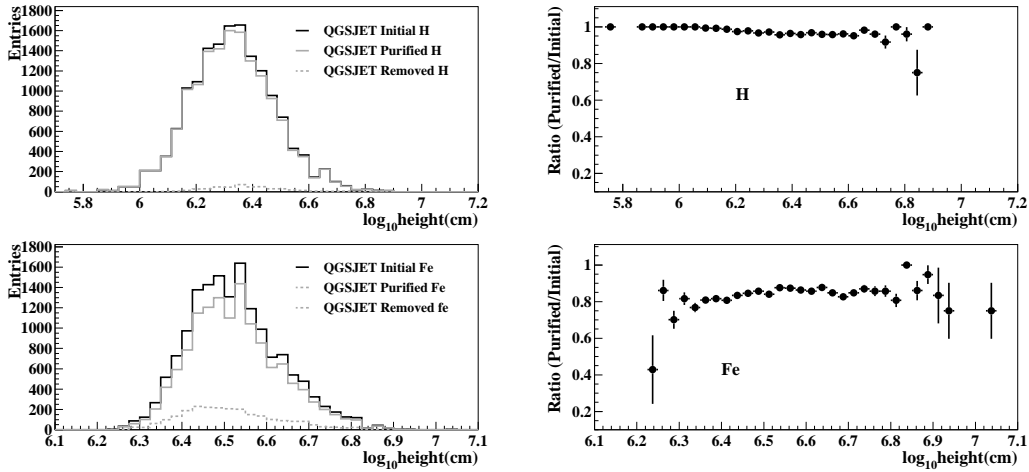 Entries
1800
1600
1400
1200
1000
800
600
400
200
0
QGSJET Initial H
QGSJET Purified H
QGSJET Removed H
5.8 6 6.2 6.4 6.6 6.8 7 7.2
log10height(cm)
Ratio (Purified/Initial)
1
0.8
0.6
0.4
0.2
H
5.8 6 6.2 6.4 6.6 6.8 7 7.2
log10height(cm)
Entries
1800
1600
1400
1200
1000
800
600
400
200
0
QGSJET Initial Fe
QGSJET Purified Fe
QGSJET Removed fe
6.1 6.2 6.3 6.4 6.5 6.6 6.7 6.8 6.9 7 7.1
log10height(cm)
Ratio (Purified/Initial)
1
0.8
0.6
0.4
0.2
Fe
6.1 6.2 6.3 6.4 6.5 6.6 6.7 6.8 6.9 7 7.1
log10height(cm)